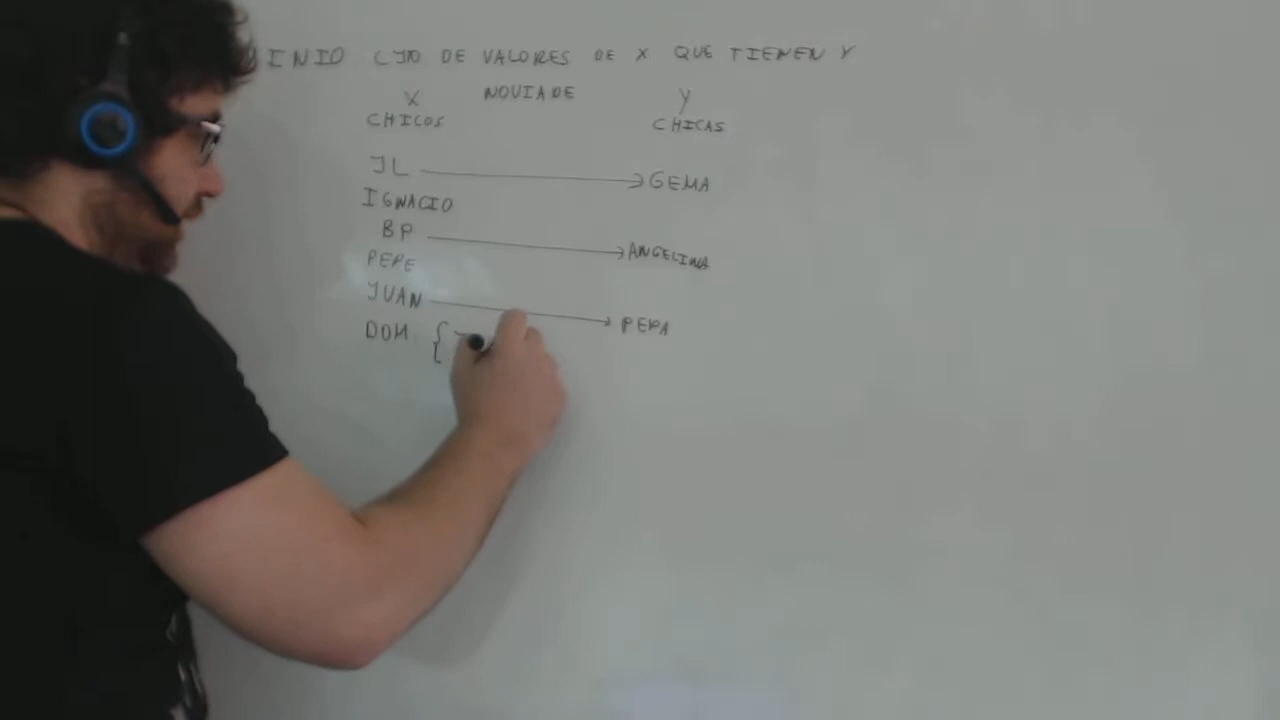 INIO CJTO DE VALORES DE X QUE TIENEN Y
X NOVIA DE Y
CHICOS CHICAS
JL → GEMA
IGNACIO
BP → ANGELINA
PEPE
JUAN → PEPA
DOM {